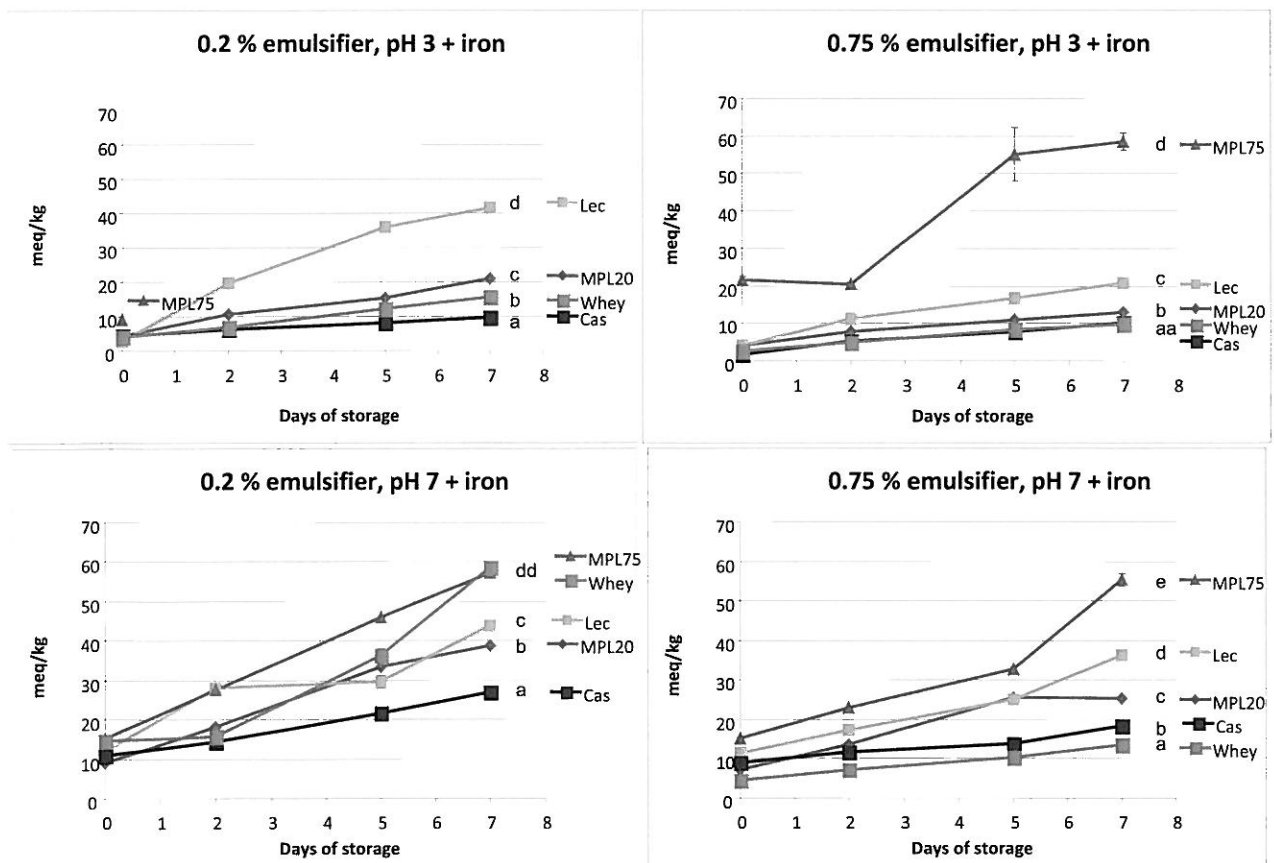 0.2 % emulsifier, pH 3 + iron
70
60
50
40
30
20
10
0
meq/kg
d Lec
c MPL20
b Whey
a Cas
MPL75
0 1 2 3 4 5 6 7 8
Days of storage
0.75 % emulsifier, pH 3 + iron
70
60
50
40
30
20
10
0
meq/kg
d MPL75
c Lec
b MPL20
aa Whey
Cas
0 1 2 3 4 5 6 7 8
Days of storage
0.2 % emulsifier, pH 7 + iron
70
60
50
40
30
20
10
0
meq/kg
MPL75
dd Whey
c Lec
b MPL20
a Cas
0 1 2 3 4 5 6 7 8
Days of storage
0.75 % emulsifier, pH 7 + iron
70
60
50
40
30
20
10
0
meq/kg
e MPL75
d Lec
c MPL20
b Cas
a Whey
0 1 2 3 4 5 6 7 8
Days of storage